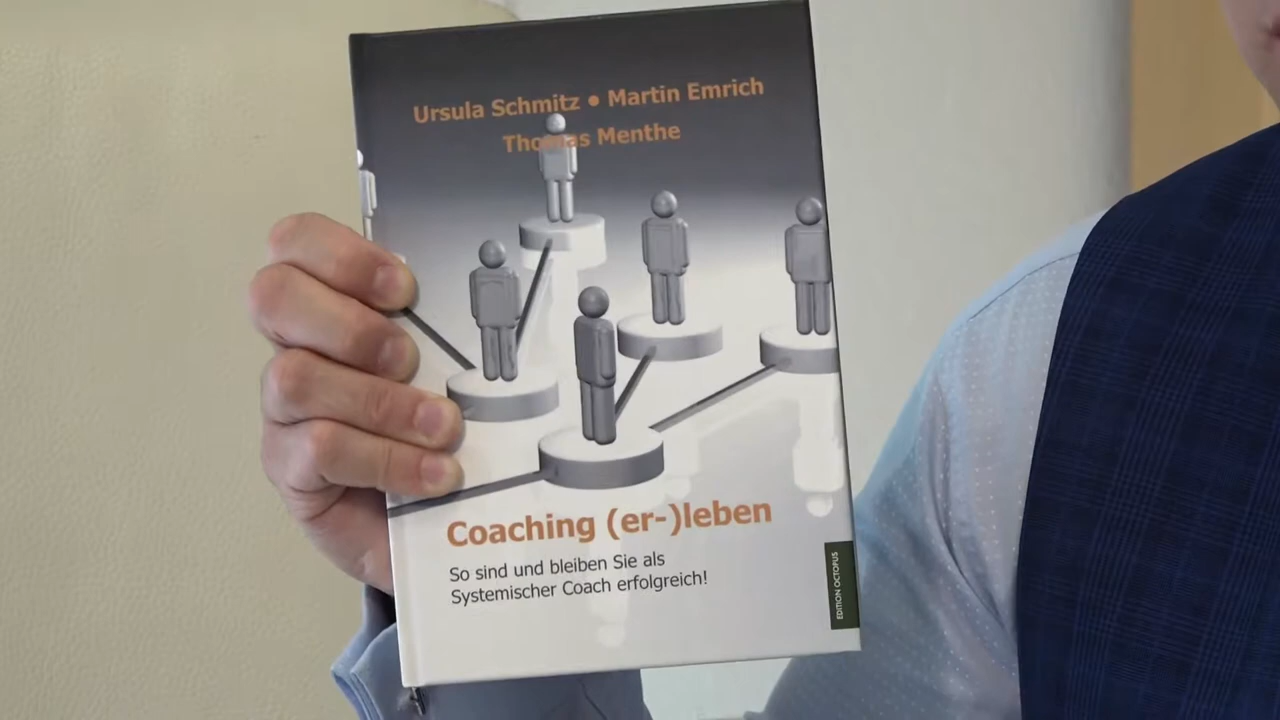 Ursula Schmitz • Martin Emrich
Thomas Menthe
Coaching (er-)leben
So sind und bleiben Sie als
Systemischer Coach erfolgreich!
EDITION OCTOPUS